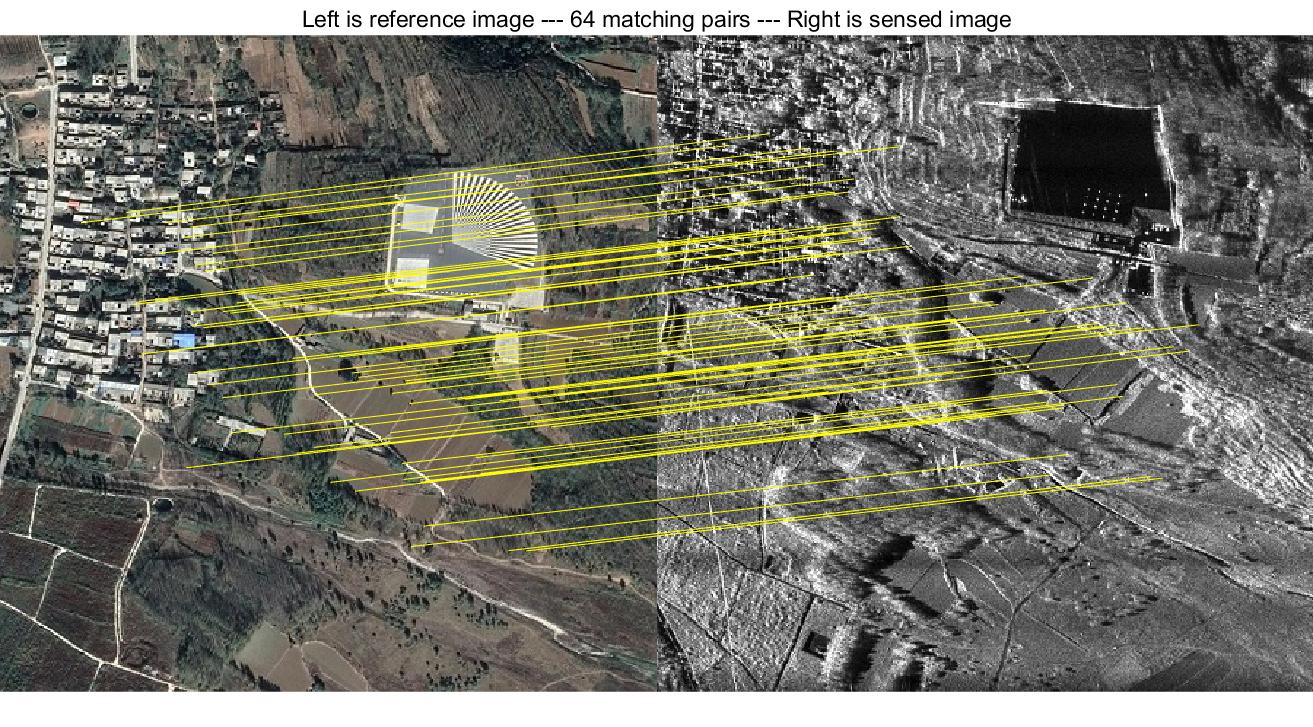 Left is reference image --- 64 matching pairs --- Right is sensed image